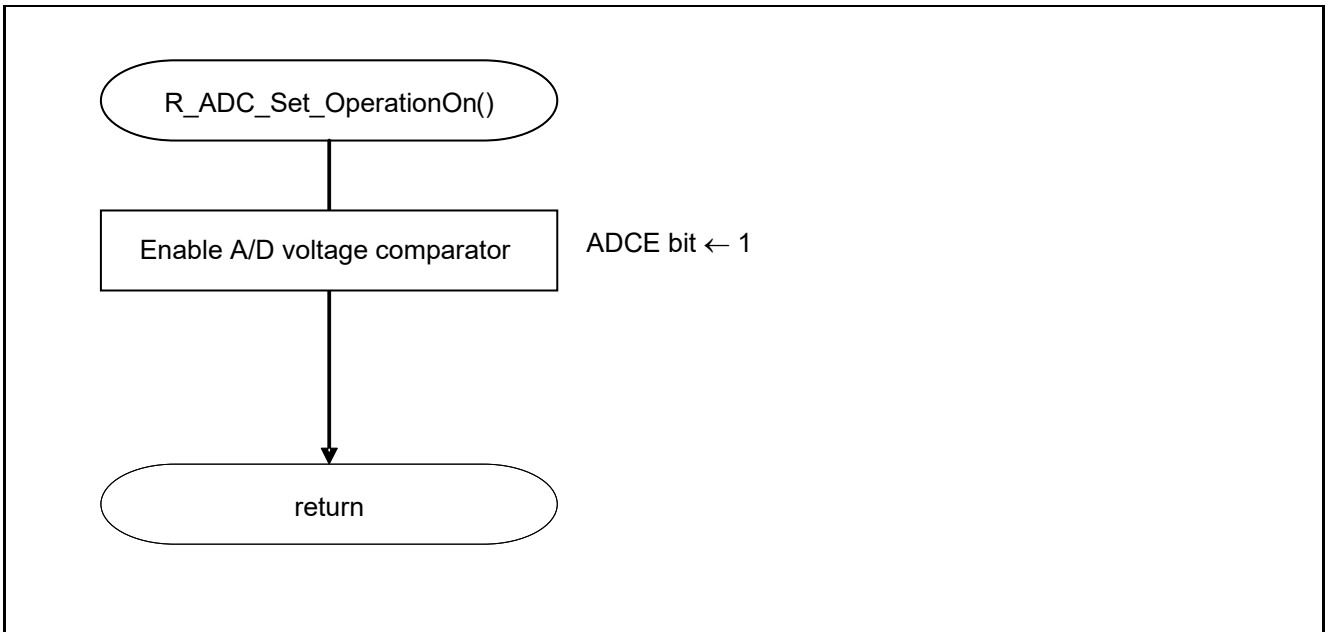 R_ADC_Set_OperationOn()
Enable A/D voltage comparator
ADCE bit ← 1
return